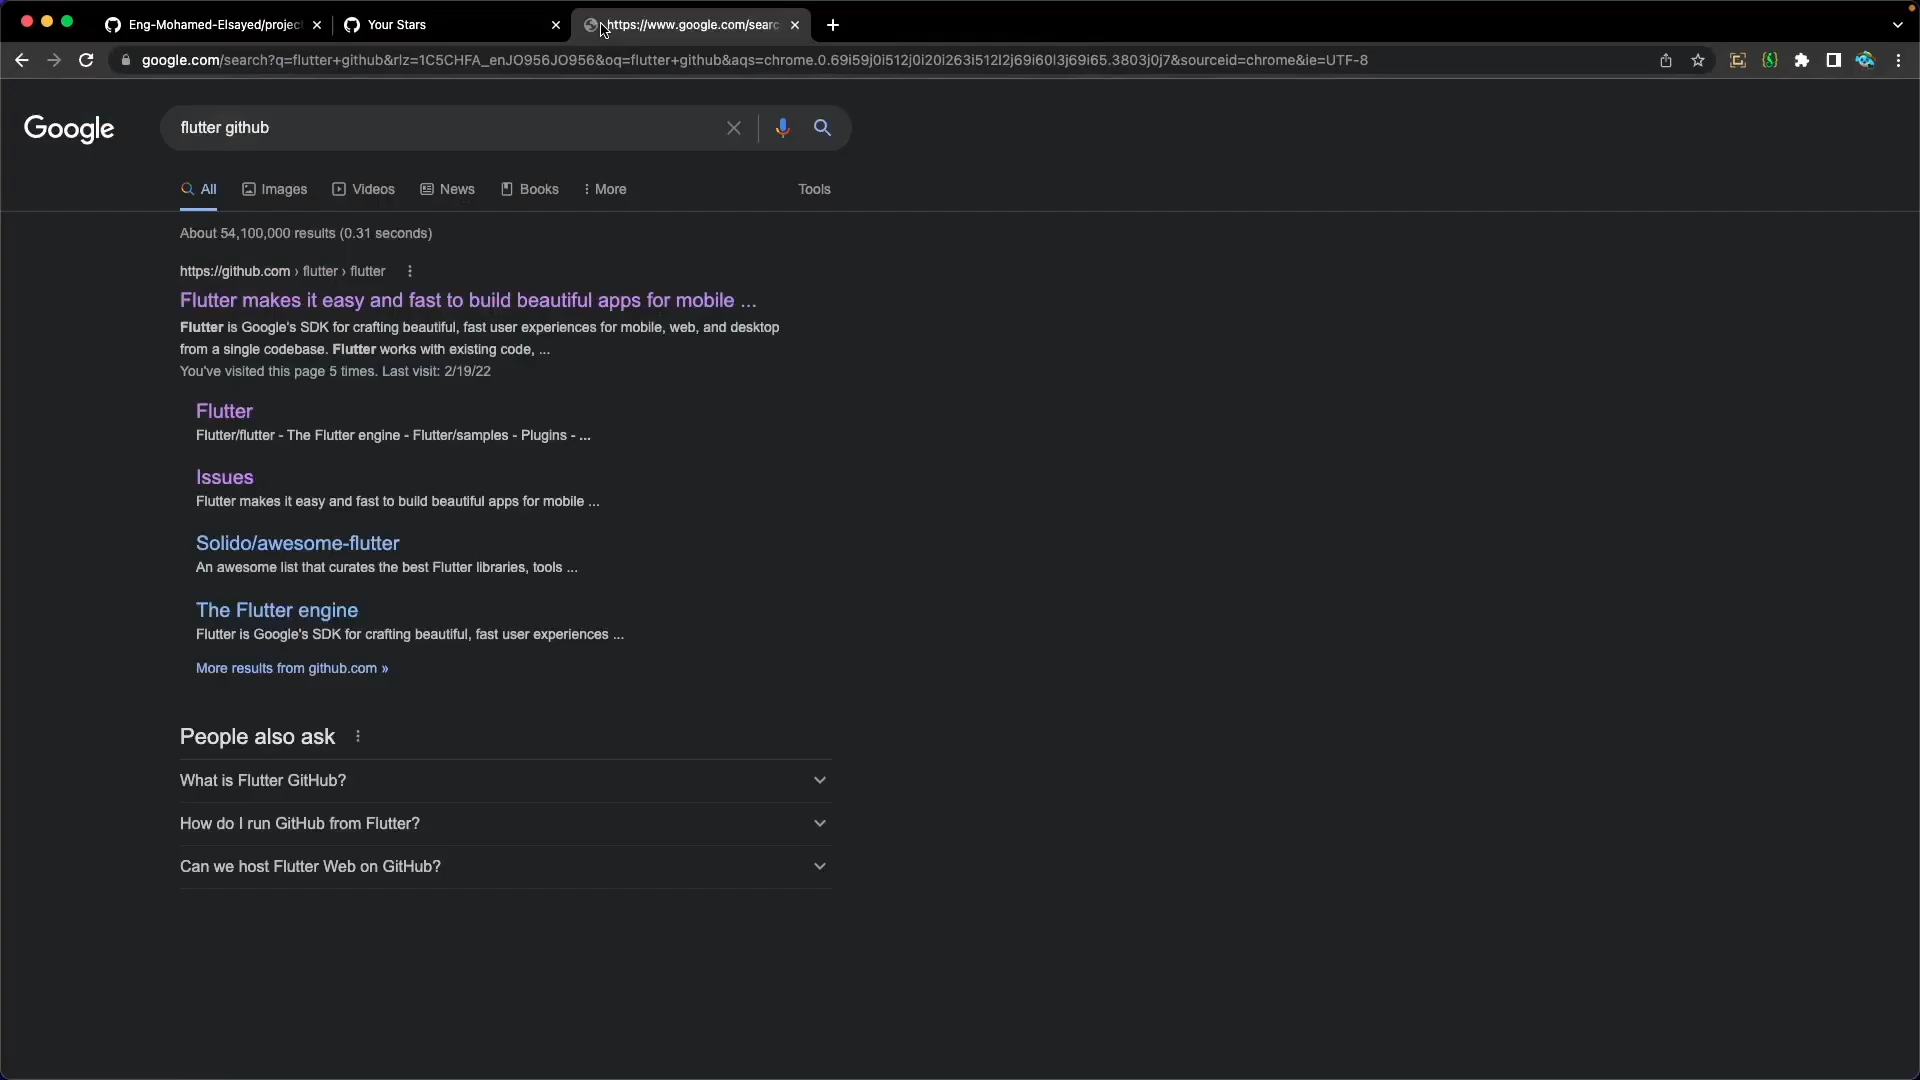 Eng-Mohamed-Elsayed/projec
Your Stars
https://www.google.com/searc
google.com/search?q=flutter+github&rlz=1C5CHFA_enJO956JO956&oq=flutter+github&aqs=chrome.0.69i59j0i512j0i20i263i512l2j69i60l3j69i65.3803j0j7&sourceid=chrome&ie=UTF-8
Google
flutter github
All Images Videos News Books More Tools
About 54,100,000 results (0.31 seconds)
https://github.com › flutter › flutter
Flutter makes it easy and fast to build beautiful apps for mobile ...
Flutter is Google's SDK for crafting beautiful, fast user experiences for mobile, web, and desktop
from a single codebase. Flutter works with existing code, ...
You've visited this page 5 times. Last visit: 2/19/22
Flutter
Flutter/flutter - The Flutter engine - Flutter/samples - Plugins - ...
Issues
Flutter makes it easy and fast to build beautiful apps for mobile ...
Solido/awesome-flutter
An awesome list that curates the best Flutter libraries, tools ...
The Flutter engine
Flutter is Google's SDK for crafting beautiful, fast user experiences ...
More results from github.com »
People also ask
What is Flutter GitHub?
How do I run GitHub from Flutter?
Can we host Flutter Web on GitHub?